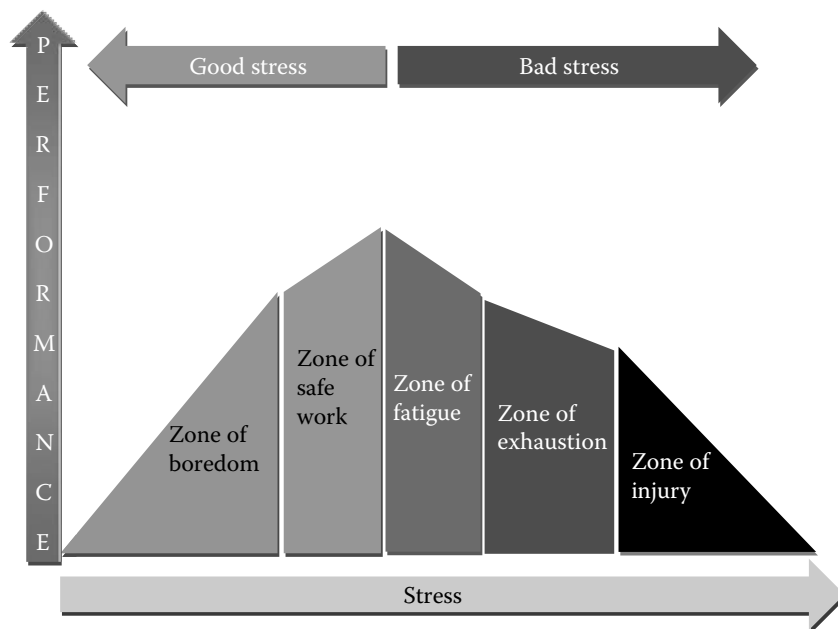 PERFORMANCE
Good stress
Bad stress
Zone of
boredom
Zone of
safe
work
Zone of
fatigue
Zone of
exhaustion
Zone of
injury
Stress